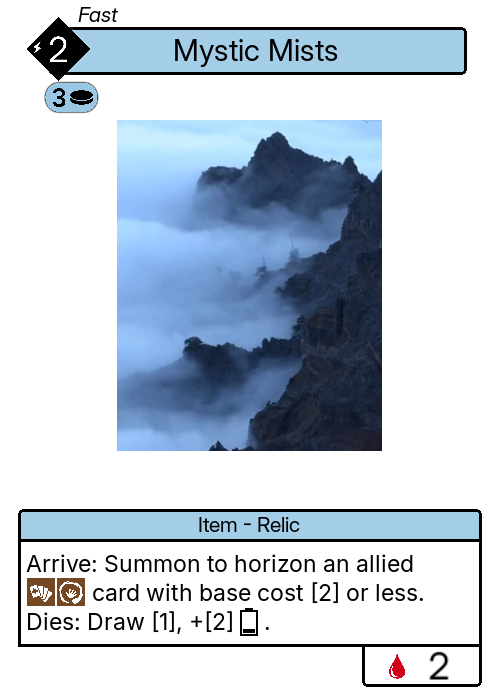 Fast
2
Mystic Mists
3
Item - Relic
Arrive: Summon to horizon an allied
card with base cost [2] or less.
Dies: Draw [1], +[2] .
2